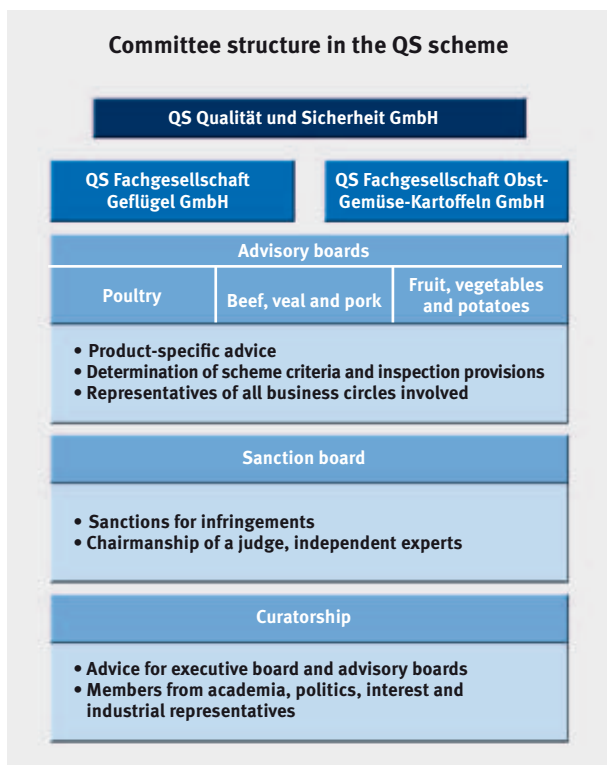 Committee structure in the QS scheme
QS Qualität und Sicherheit GmbH
QS Fachgesellschaft
Geflügel GmbH
QS Fachgesellschaft Obst-
Gemüse-Kartoffeln GmbH
Advisory boards
Poultry
Beef, veal and pork
Fruit, vegetables
and potatoes
• Product-specific advice
• Determination of scheme criteria and inspection provisions
• Representatives of all business circles involved
Sanction board
• Sanctions for infringements
• Chairmanship of a judge, independent experts
Curatorship
• Advice for executive board and advisory boards
• Members from academia, politics, interest and
industrial representatives